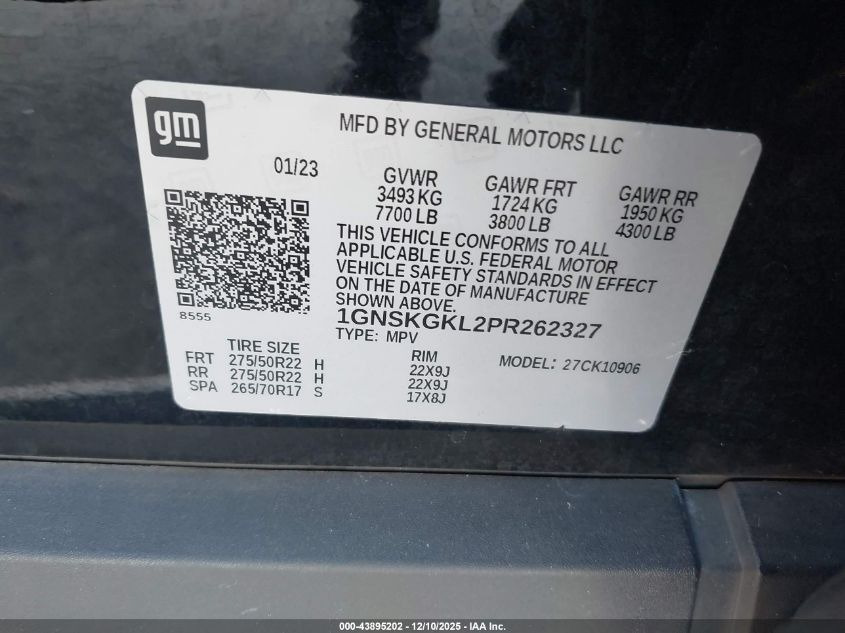 gm
MFD BY GENERAL MOTORS LLC
01/23
GVWR
3493 KG
7700 LB
GAWR FRT
1724 KG
3800 LB
GAWR RR
1950 KG
4300 LB
THIS VEHICLE CONFORMS TO ALL
APPLICABLE U.S. FEDERAL MOTOR
VEHICLE SAFETY STANDARDS IN EFFECT
ON THE DATE OF MANUFACTURE
SHOWN ABOVE.
8555
1GNSKGKL2PR262327
TYPE: MPV
TIRE SIZE
RIM
MODEL: 27CK10906
FRT 275/50R22 H 22X9J
RR 275/50R22 H 22X9J
SPA 265/70R17 S 17X8J
000-43895202 - 12/10/2025 - IAA Inc.